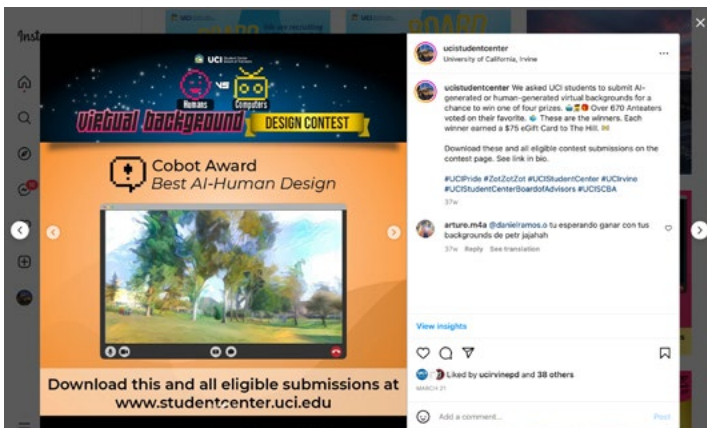 Inst
UCI Student Center
Humans VS Computers
Virtual background
DESIGN CONTEST
Cobot Award
Best AI-Human Design
Download this and all eligible submissions at
www.studentcenter.uci.edu
ucistudentcenter
University of California, Irvine
ucistudentcenter We asked UCI students to submit AI-
generated or human-generated virtual backgrounds for a
chance to win one of four prizes. 🤖🏆🎁 Over 670 Anteaters
voted on their favorite. These are the winners. Each
winner earned a $75 eGift Card to The Hill.
Download these and all eligible contest submissions on the
contest page. See link in bio.
#UCIPride #ZotZotZot #UCIStudentCenter #UCIrvine
#UCIStudentCenterBoardofAdvisors #UCISCBA
37w
arture.m4a @danielramos.o tu esperando ganar con tus
backgrounds de petr jajahah
37w Reply See translation
View insights
Liked by ucirvinepd and 38 others
MARCH 21
Add a comment...
Post